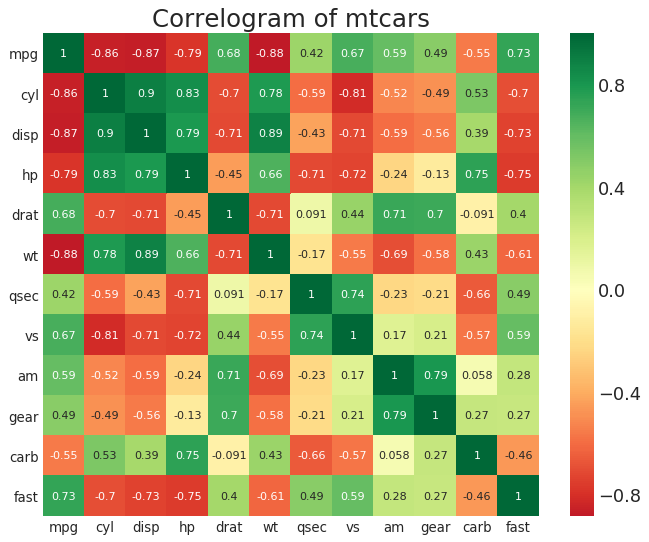 Correlogram of mtcars
mpg 1 -0.86 -0.87 -0.79 0.68 -0.88 0.42 0.67 0.59 0.49 -0.55 0.73
cyl -0.86 1 0.9 0.83 -0.7 0.78 -0.59 -0.81 -0.52 -0.49 0.53 -0.7
disp -0.87 0.9 1 0.79 -0.71 0.89 -0.43 -0.71 -0.59 -0.56 0.39 -0.73
hp -0.79 0.83 0.79 1 -0.45 0.66 -0.71 -0.72 -0.24 -0.13 0.75 -0.75
drat 0.68 -0.7 -0.71 -0.45 1 -0.71 0.091 0.44 0.71 0.7 -0.091 0.4
wt -0.88 0.78 0.89 0.66 -0.71 1 -0.17 -0.55 -0.69 -0.58 0.43 -0.61
qsec 0.42 -0.59 -0.43 -0.71 0.091 -0.17 1 0.74 -0.23 -0.21 -0.66 0.49
vs 0.67 -0.81 -0.71 -0.72 0.44 -0.55 0.74 1 0.17 0.21 -0.57 0.59
am 0.59 -0.52 -0.59 -0.24 0.71 -0.69 -0.23 0.17 1 0.79 0.058 0.28
gear 0.49 -0.49 -0.56 -0.13 0.7 -0.58 -0.21 0.21 0.79 1 0.27 0.27
carb -0.55 0.53 0.39 0.75 -0.091 0.43 -0.66 -0.57 0.058 0.27 1 -0.46
fast 0.73 -0.7 -0.73 -0.75 0.4 -0.61 0.49 0.59 0.28 0.27 -0.46 1
mpg cyl disp hp drat wt qsec vs am gear carb fast
0.8
0.4
0.0
−0.4
−0.8